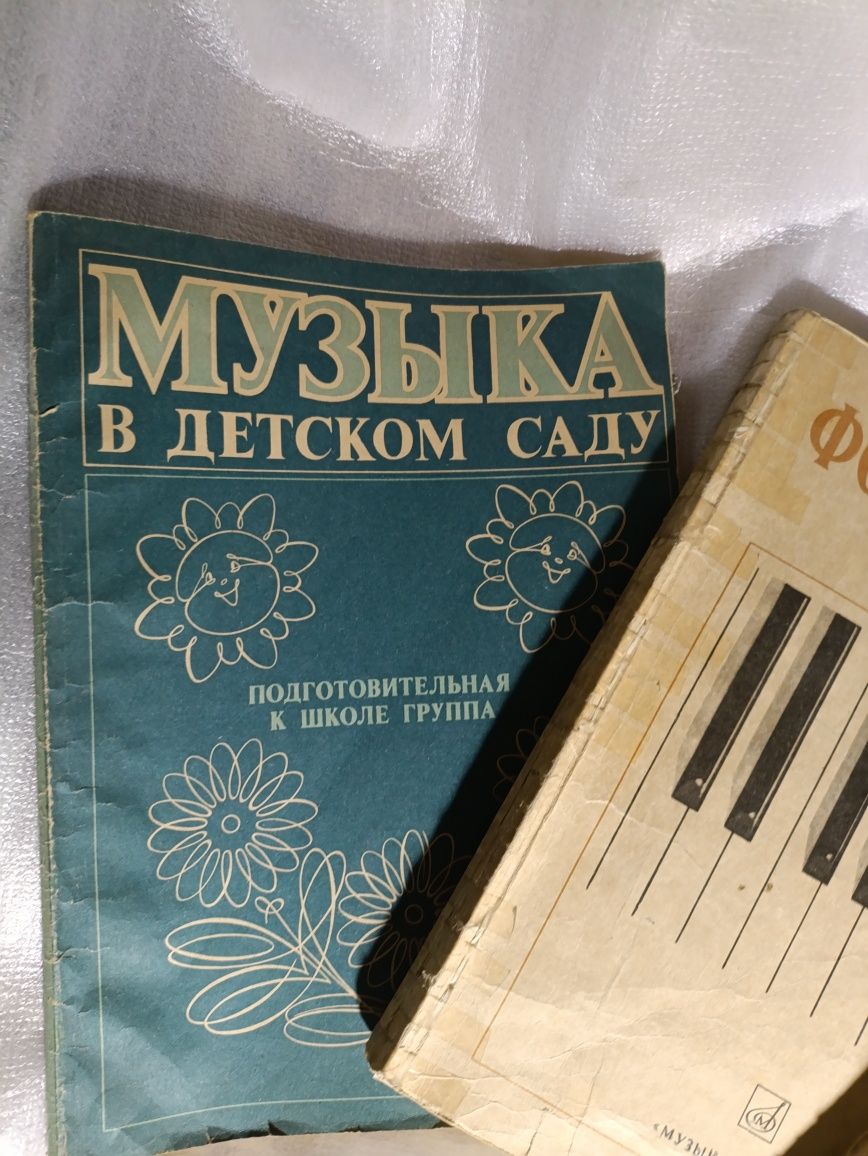 МУЗЫКА
В ДЕТСКОМ САДУ
ПОДГОТОВИТЕЛЬНАЯ
К ШКОЛЕ ГРУППА